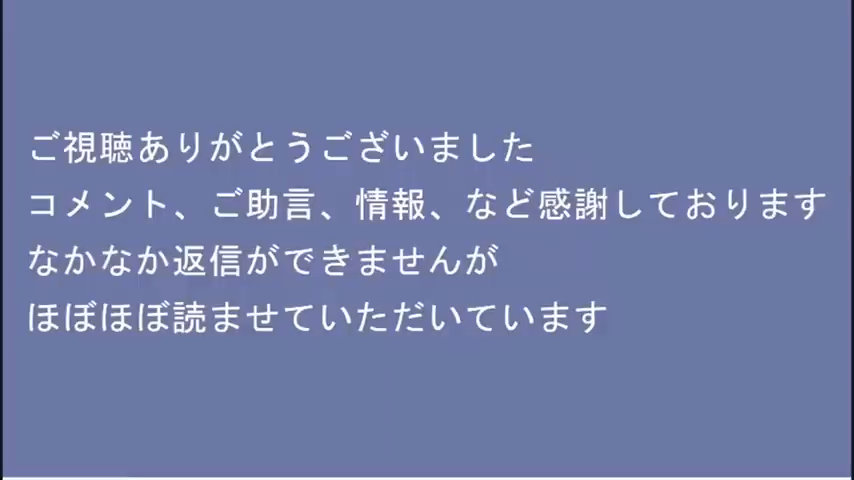 ご視聴ありがとうございました
コメント、ご助言、情報、など感謝しております
なかなか返信ができませんが
ほぼほぼ読ませていただいています